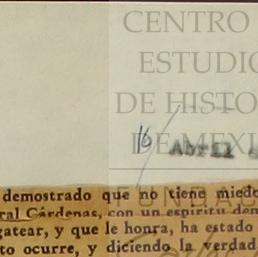 CENTRO
ESTUDIO
DE HISTO
DE MEXI
16
Abril
demostrado que no tiene miedo
ral Cárdenas, con un espíritu dem
gatear, y que le honra, ha estado
to ocurre, y diciendo la verdad